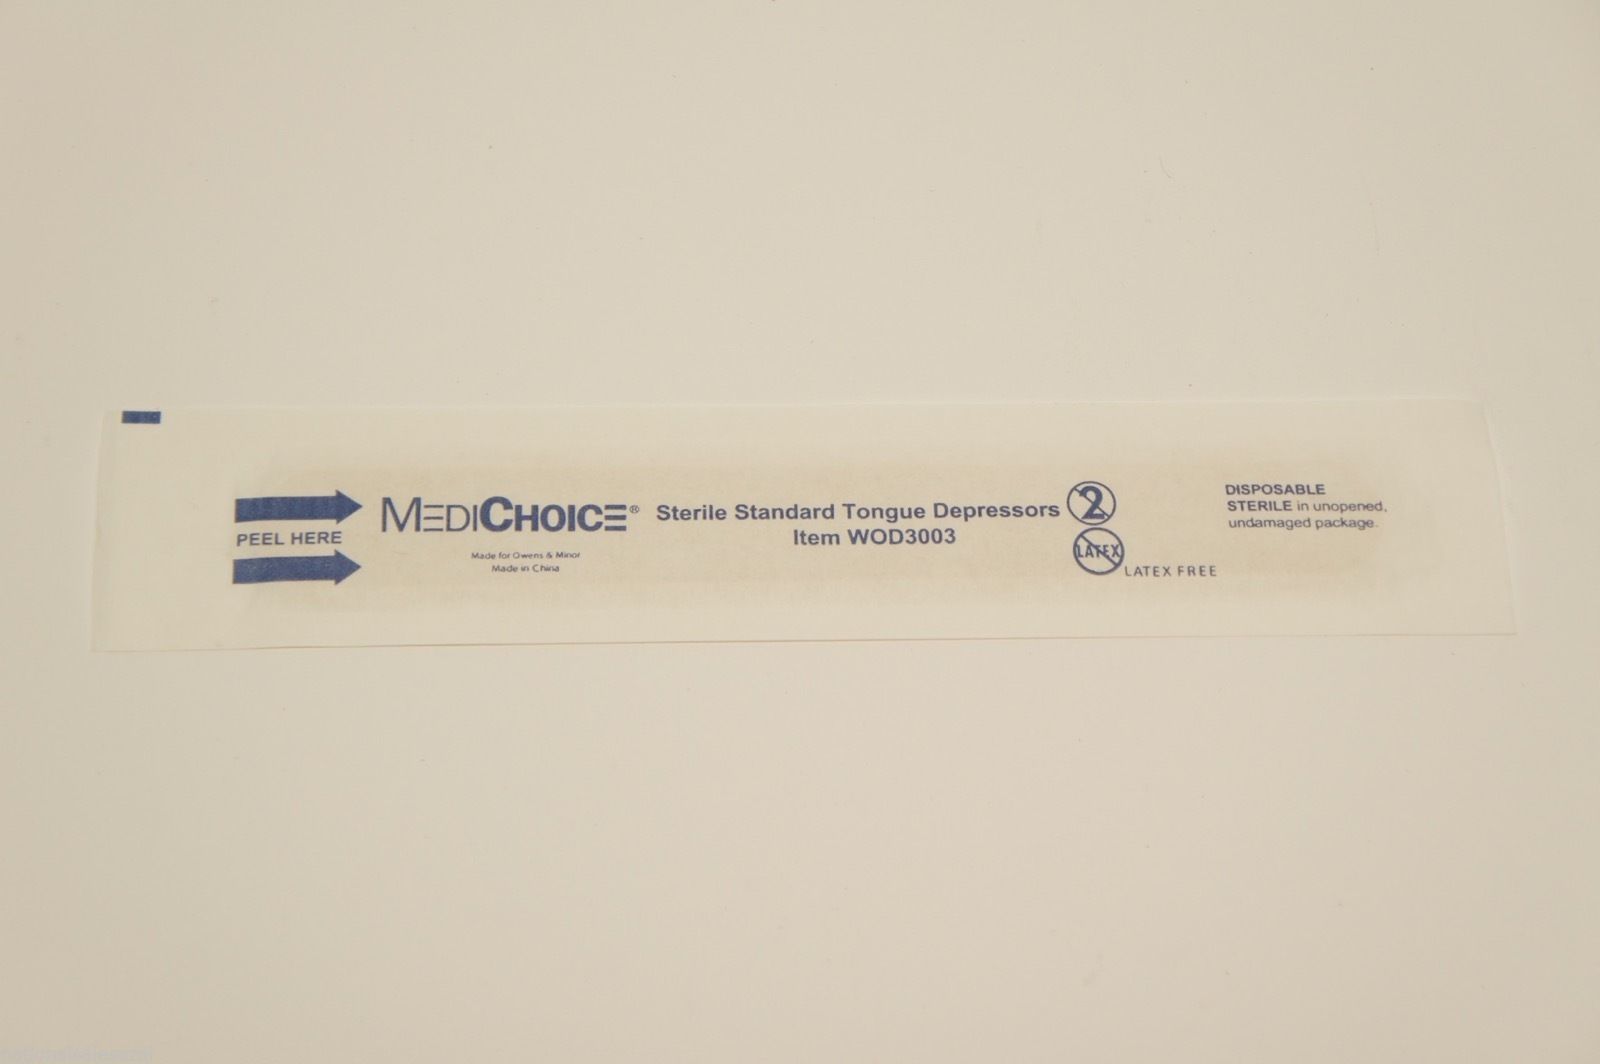 PEEL HERE
MEDICHOICE®
Made for Owens & Minor
Made in China
Sterile Standard Tongue Depressors
Item WOD3003
2
LATEX
LATEX FREE
DISPOSABLE
STERILE in unopened,
undamaged package.